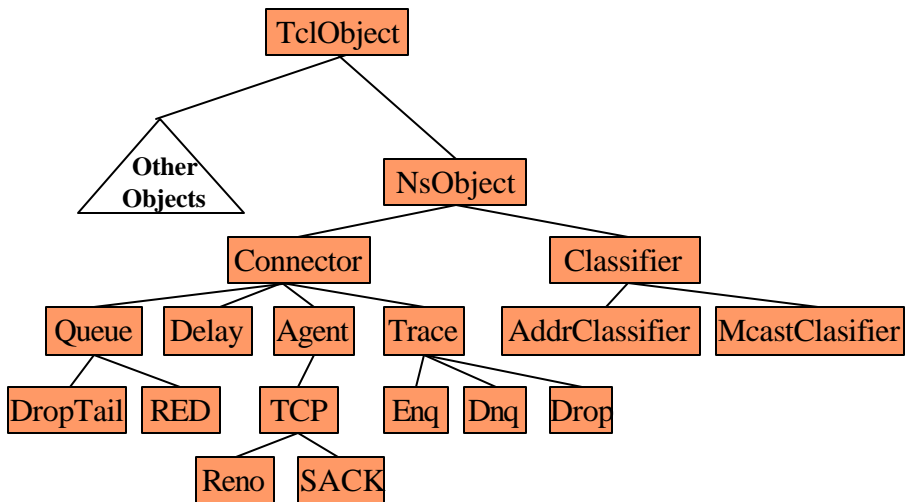 TclObject
Other
Objects
NsObject
Connector
Classifier
Queue
Delay
Agent
Trace
AddrClassifier
McastClasifier
DropTail
RED
TCP
Enq
Dnq
Drop
Reno
SACK